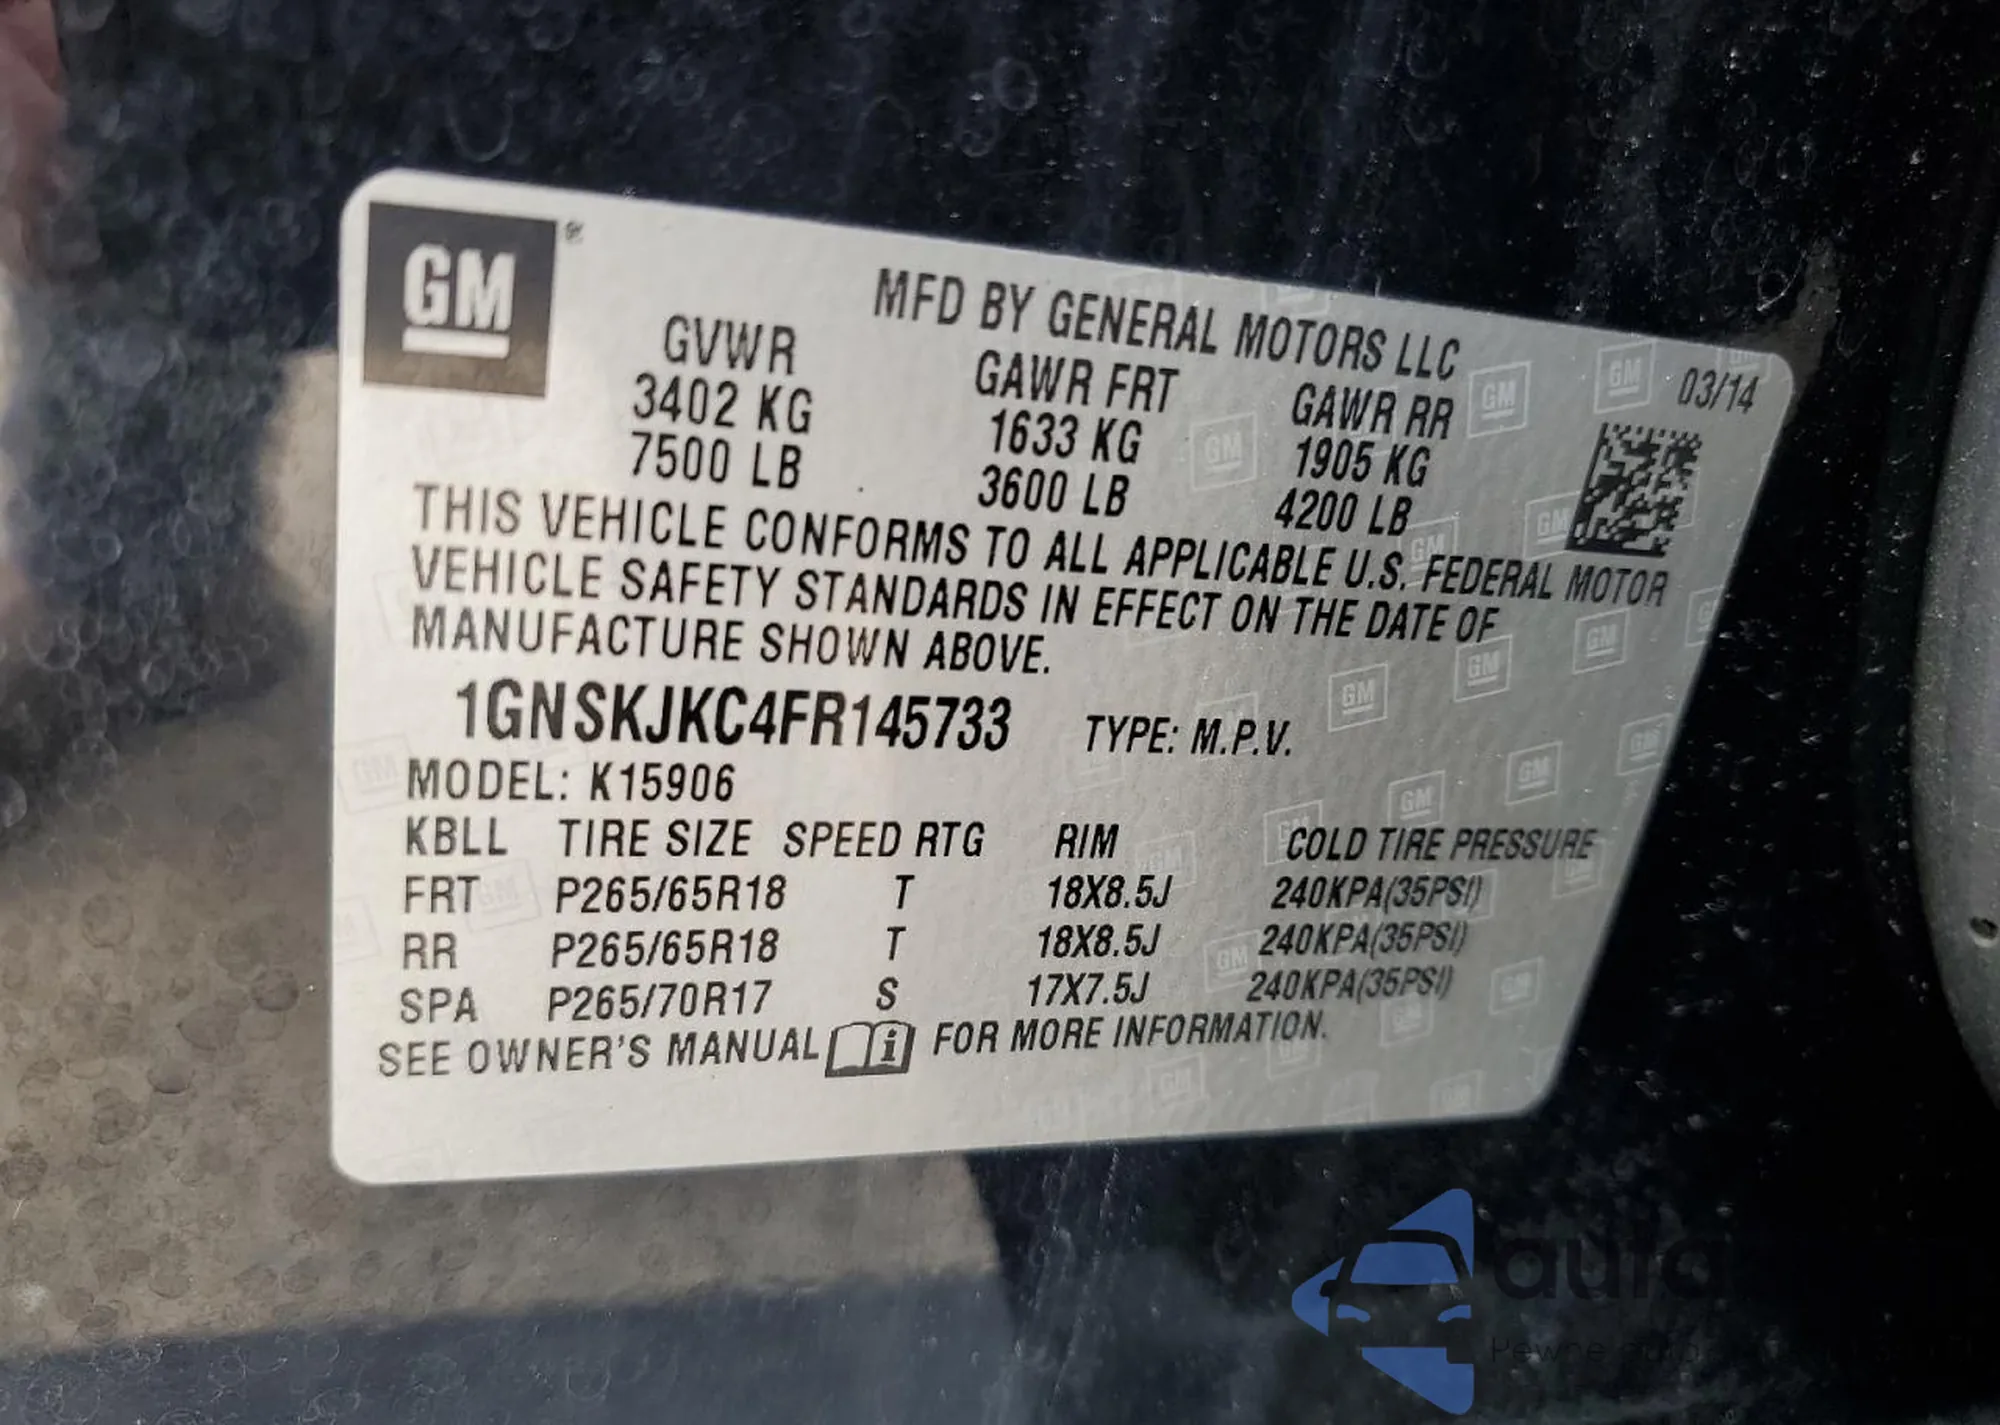 GM
MFD BY GENERAL MOTORS LLC
03/14
GVWR GAWR FRT GAWR RR
3402 KG 1633 KG 1905 KG
7500 LB 3600 LB 4200 LB
THIS VEHICLE CONFORMS TO ALL APPLICABLE U.S. FEDERAL MOTOR
VEHICLE SAFETY STANDARDS IN EFFECT ON THE DATE OF
MANUFACTURE SHOWN ABOVE.
1GNSKJKC4FR145733 TYPE: M.P.V.
MODEL: K15906
KBLL TIRE SIZE SPEED RTG RIM COLD TIRE PRESSURE
FRT P265/65R18 T 18X8.5J 240KPA(35PSI)
RR P265/65R18 T 18X8.5J 240KPA(35PSI)
SPA P265/70R17 S 17X7.5J 240KPA(35PSI)
SEE OWNER'S MANUAL i FOR MORE INFORMATION.
Pewne auto